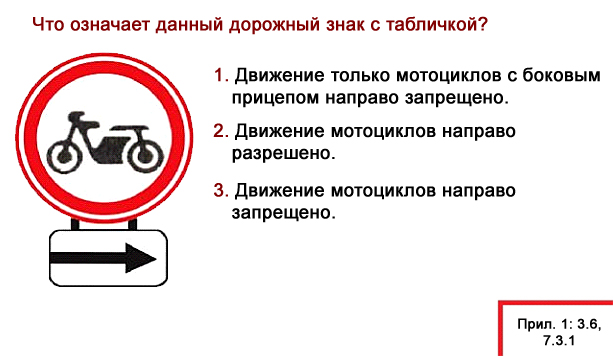 Что означает данный дорожный знак с табличкой?
1. Движение только мотоциклов с боковым
прицепом направо запрещено.
2. Движение мотоциклов направо
разрешено.
3. Движение мотоциклов направо
запрещено.
Прил. 1: 3.6,
7.3.1